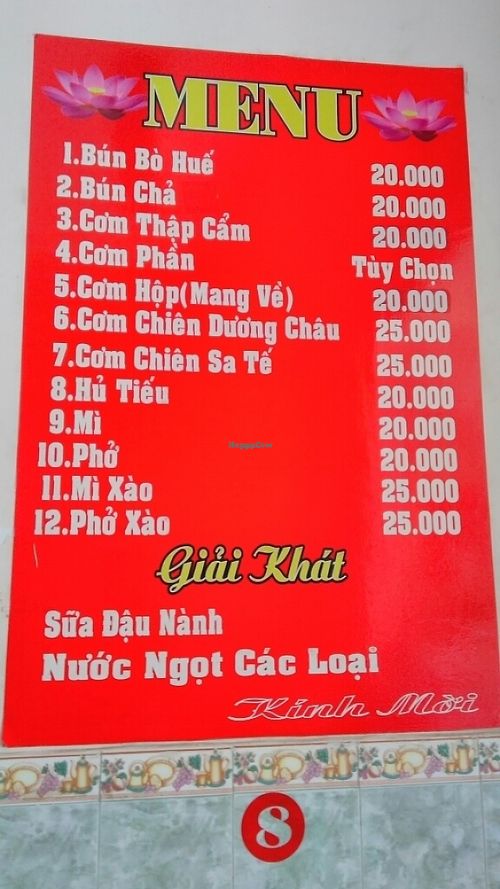 MENU
1.Bún Bò Huế 20.000
2.Bún Chả 20.000
3.Cơm Thập Cẩm 20.000
4.Cơm Phần Tùy Chọn
5.Cơm Hộp(Mang Về) 20.000
6.Cơm Chiên Dương Châu 25.000
7.Cơm Chiên Sa Tế 25.000
8.Hủ Tiếu 20.000
9.Mì 20.000
10.Phở 20.000
11.Mì Xào 25.000
12.Phở Xào 25.000
Giải Khát
Sữa Đậu Nành
Nước Ngọt Các Loại
Kính Mời
8
HappyCow